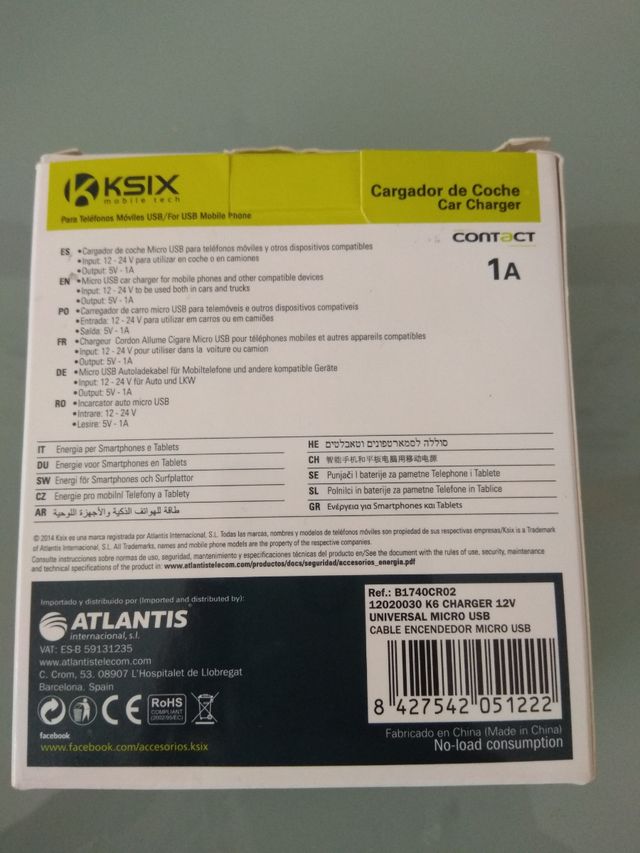 KSIX
mobile tech
Para Teléfonos Móviles USB/For USB Mobile Phone
Cargador de Coche
Car Charger
CONTACT
1A
ES •Cargador de coche Micro USB para teléfonos móviles y otros dispositivos compatibles
•Input: 12 - 24 V para utilizar en coche o en camiones
•Output: 5V - 1A
EN •Micro USB car charger for mobile phones and other compatible devices
•Input: 12 - 24 V to be used both in cars and trucks
•Output: 5V - 1A
PO •Carregador de carro micro USB para telemóveis e outros dispositivos compativeis
•Entrada: 12 - 24 V para utilizar em carros ou em camiões
•Saída: 5V - 1A
FR •Chargeur Cordon Allume Cigare Micro USB pour téléphones mobiles et autres appareils compatibles
•Input: 12 - 24 V pour utiliser dans la voiture ou camion
•Output: 5V - 1A
DE •Micro USB Autoladekabel für Mobiltelefone und andere kompatible Geräte
•Input: 12 - 24 V für Auto und LKW
•Output: 5V - 1A
RO •Incarcator auto micro USB
•Intrare: 12 - 24 V
•Lesire: 5V - 1A
IT Energia per Smartphones e Tablets
DU Energie voor Smartphones en Tablets
SW Energi för Smartphones och Surfplattor
CZ Energie pro mobilní Telefony a Tablety
AR طاقة للهواتف الذكية والأجهزة اللوحية
HE סוללה לסמארטפונים וטאבלטים
CH 智能手机和平板电脑用移动电源
SE Punjači I baterije za pametne Telephone i Tablete
SL Polnilci in baterije za pametne Telefone in Tablice
GR Ενέργεια για Smartphones και Tablets
© 2014 Ksix es una marca registrada por Atlantis Internacional, S.L. Todas las marcas, nombres y modelos de teléfonos móviles son propiedad de sus respectivas empresas/Ksix is a Trademark
of Atlantis Internacional, S.L. All Trademarks, names and mobile phone models are the property of the respective companies.
Consulte instrucciones sobre normas de uso, seguridad, mantenimiento y especificaciones técnicas del producto en/See the document with the rules of use, security, maintenance
and technical specifications of the product in: www.atlantistelecom.com/productos/docs/seguridad/accesorios_energia.pdf
Importado y distribuido por (Imported and distributed by):
ATLANTIS
internacional, s.l.
VAT: ES-B 59131235
www.atlantistelecom.com
C. Crom, 53. 08907 L'Hospitalet de Llobregat
Barcelona. Spain
CE
RoHS
COMPLIANT
(2002/95/EC)
facebook
www.facebook.com/accesorios.ksix
Ref.: B1740CR02
12020030 K6 CHARGER 12V
UNIVERSAL MICRO USB
CABLE ENCENDEDOR MICRO USB
8 427542 051222
Fabricado en China (Made in China)
No-load consumption